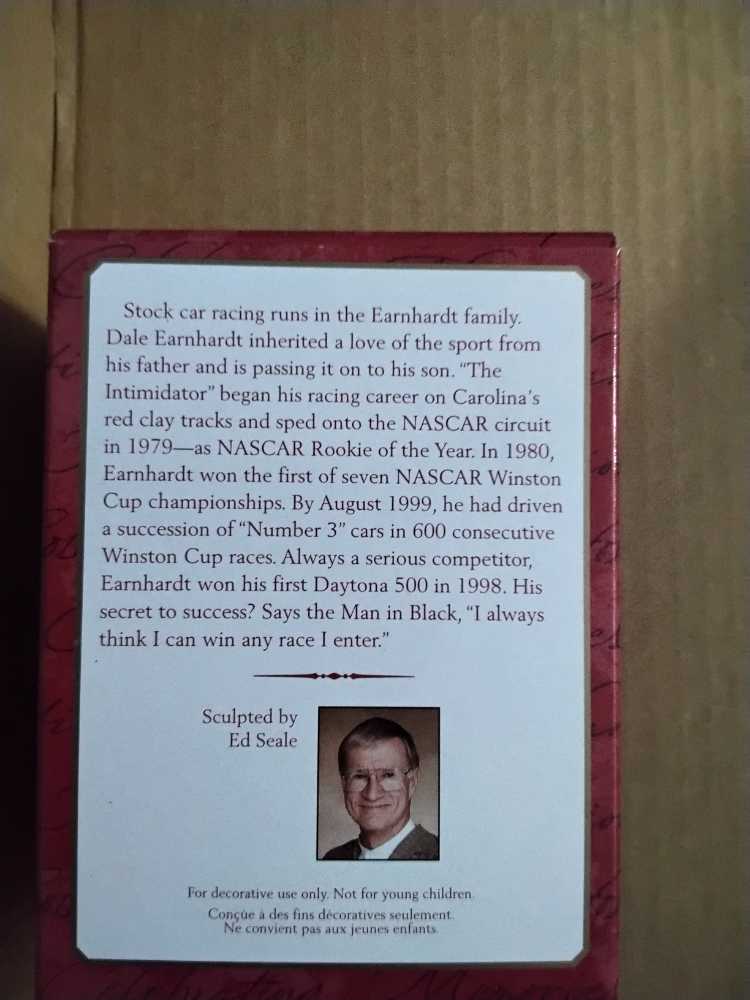 Stock car racing runs in the Earnhardt family.
Dale Earnhardt inherited a love of the sport from
his father and is passing it on to his son. “The
Intimidator” began his racing career on Carolina’s
red clay tracks and sped onto the NASCAR circuit
in 1979—as NASCAR Rookie of the Year. In 1980,
Earnhardt won the first of seven NASCAR Winston
Cup championships. By August 1999, he had driven
a succession of “Number 3” cars in 600 consecutive
Winston Cup races. Always a serious competitor,
Earnhardt won his first Daytona 500 in 1998. His
secret to success? Says the Man in Black, “I always
think I can win any race I enter.”
Sculpted by
Ed Seale
For decorative use only. Not for young children.
Conçue à des fins décoratives seulement.
Ne convient pas aux jeunes enfants.